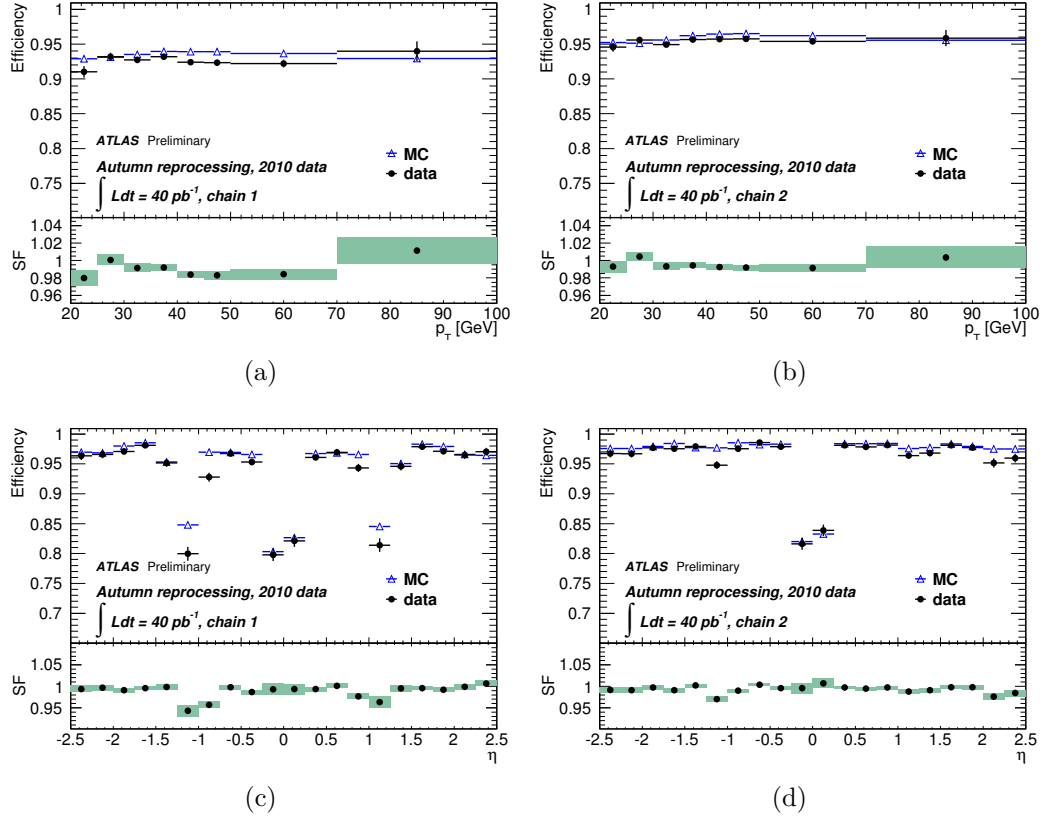 Efficiency
1
0.95
0.9
0.85
0.8
0.75
ATLAS Preliminary
Autumn reprocessing, 2010 data
∫ Ldt = 40 pb⁻¹, chain 1
MC
data
SF
1.04
1.02
1
0.98
0.96
20 30 40 50 60 70 80 90 100
p_T [GeV]
(a)
Efficiency
1
0.95
0.9
0.85
0.8
0.75
ATLAS Preliminary
Autumn reprocessing, 2010 data
∫ Ldt = 40 pb⁻¹, chain 2
MC
data
SF
1.04
1.02
1
0.98
0.96
20 30 40 50 60 70 80 90 100
p_T [GeV]
(b)
Efficiency
1
0.95
0.9
0.85
0.8
0.75
0.7
ATLAS Preliminary
Autumn reprocessing, 2010 data
∫ Ldt = 40 pb⁻¹, chain 1
MC
data
SF
1.05
1
0.95
-2.5 -2 -1.5 -1 -0.5 0 0.5 1 1.5 2 2.5
η
(c)
Efficiency
1
0.95
0.9
0.85
0.8
0.75
0.7
ATLAS Preliminary
Autumn reprocessing, 2010 data
∫ Ldt = 40 pb⁻¹, chain 2
MC
data
SF
1.05
1
0.95
-2.5 -2 -1.5 -1 -0.5 0 0.5 1 1.5 2 2.5
η
(d)